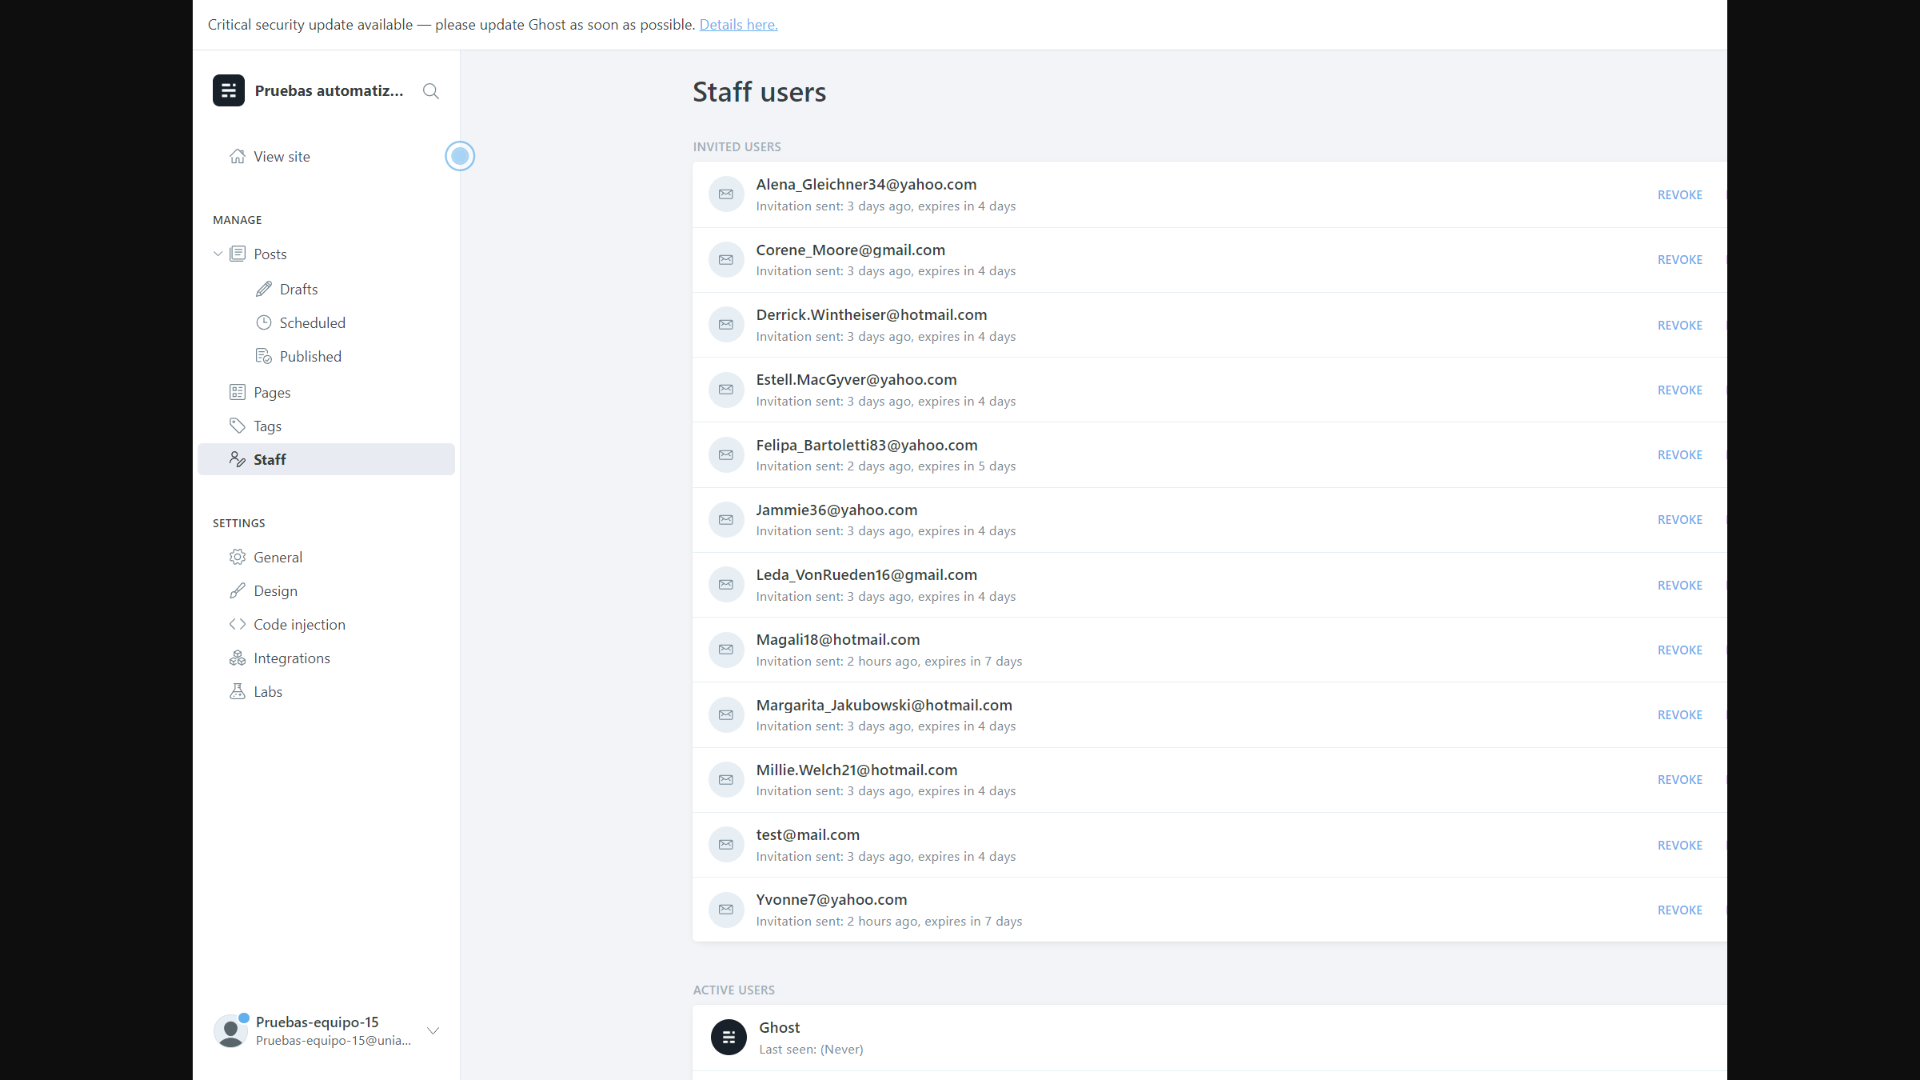 Critical security update available — please update Ghost as soon as possible. Details here.
Pruebas automatiz...
View site
MANAGE
Posts
Drafts
Scheduled
Published
Pages
Tags
Staff
SETTINGS
General
Design
Code injection
Integrations
Labs
Pruebas-equipo-15
Pruebas-equipo-15@unia...
Staff users
INVITED USERS
Alena_Gleichner34@yahoo.com
Invitation sent: 3 days ago, expires in 4 days
REVOKE
Corene_Moore@gmail.com
Invitation sent: 3 days ago, expires in 4 days
REVOKE
Derrick.Wintheiser@hotmail.com
Invitation sent: 3 days ago, expires in 4 days
REVOKE
Estell.MacGyver@yahoo.com
Invitation sent: 3 days ago, expires in 4 days
REVOKE
Felipa_Bartoletti83@yahoo.com
Invitation sent: 2 days ago, expires in 5 days
REVOKE
Jammie36@yahoo.com
Invitation sent: 3 days ago, expires in 4 days
REVOKE
Leda_VonRueden16@gmail.com
Invitation sent: 3 days ago, expires in 4 days
REVOKE
Magali18@hotmail.com
Invitation sent: 2 hours ago, expires in 7 days
REVOKE
Margarita_Jakubowski@hotmail.com
Invitation sent: 3 days ago, expires in 4 days
REVOKE
Millie.Welch21@hotmail.com
Invitation sent: 3 days ago, expires in 4 days
REVOKE
test@mail.com
Invitation sent: 3 days ago, expires in 4 days
REVOKE
Yvonne7@yahoo.com
Invitation sent: 2 hours ago, expires in 7 days
REVOKE
ACTIVE USERS
Ghost
Last seen: (Never)